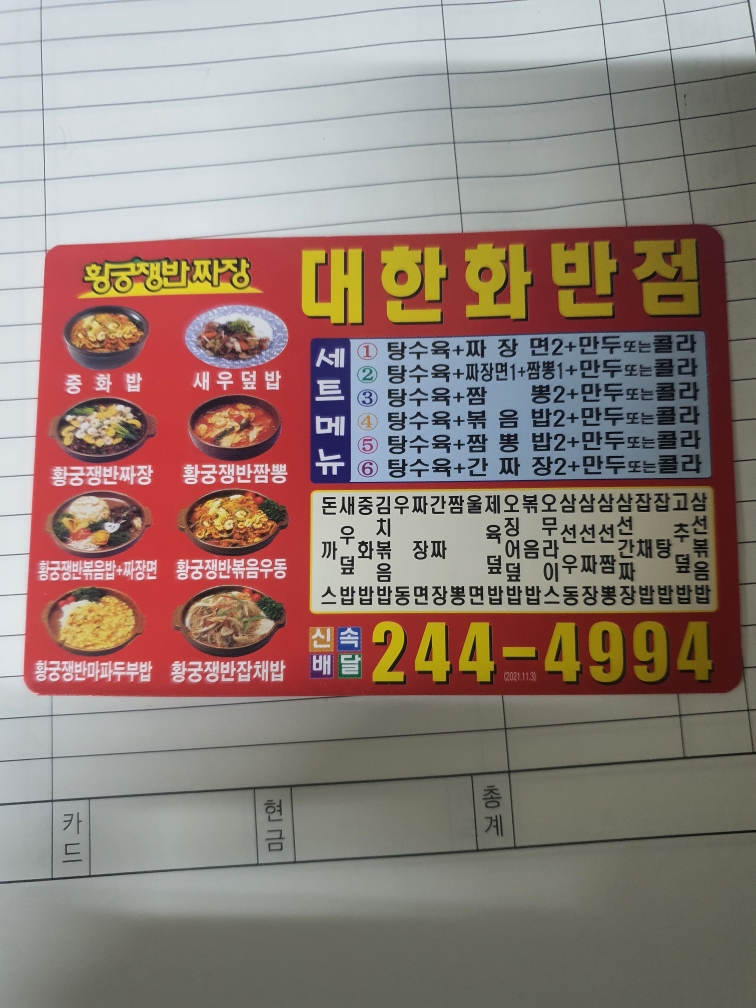 황궁쟁반짜장
대한화반점
중화밥
새우덮밥
황궁쟁반짜장
황궁쟁반짬뽕
황궁쟁반볶음밥+짜장면
황궁쟁반볶음우동
황궁쟁반마파두부밥
황궁쟁반잡채밥
세트메뉴
① 탕수육+짜장면2+만두또는콜라
② 탕수육+짜장면1+짬뽕1+만두또는콜라
③ 탕수육+짬뽕2+만두또는콜라
④ 탕수육+볶음밥2+만두또는콜라
⑤ 탕수육+짬뽕밥2+만두또는콜라
⑥ 탕수육+간짜장2+만두또는콜라
돈까스
새우덮밥
중화밥
김치볶음밥
우동
짜장면
간짜장
짬뽕
울면
제육덮밥
오징어덮밥
볶음밥
오무라이스
삼선우동
삼선짜장
삼선짬뽕
삼선간짜장
잡채밥
잡탕밥
고추덮밥
삼선볶음밥
신속배달
244-4994
(2021.11.3)
카드
현금
총계